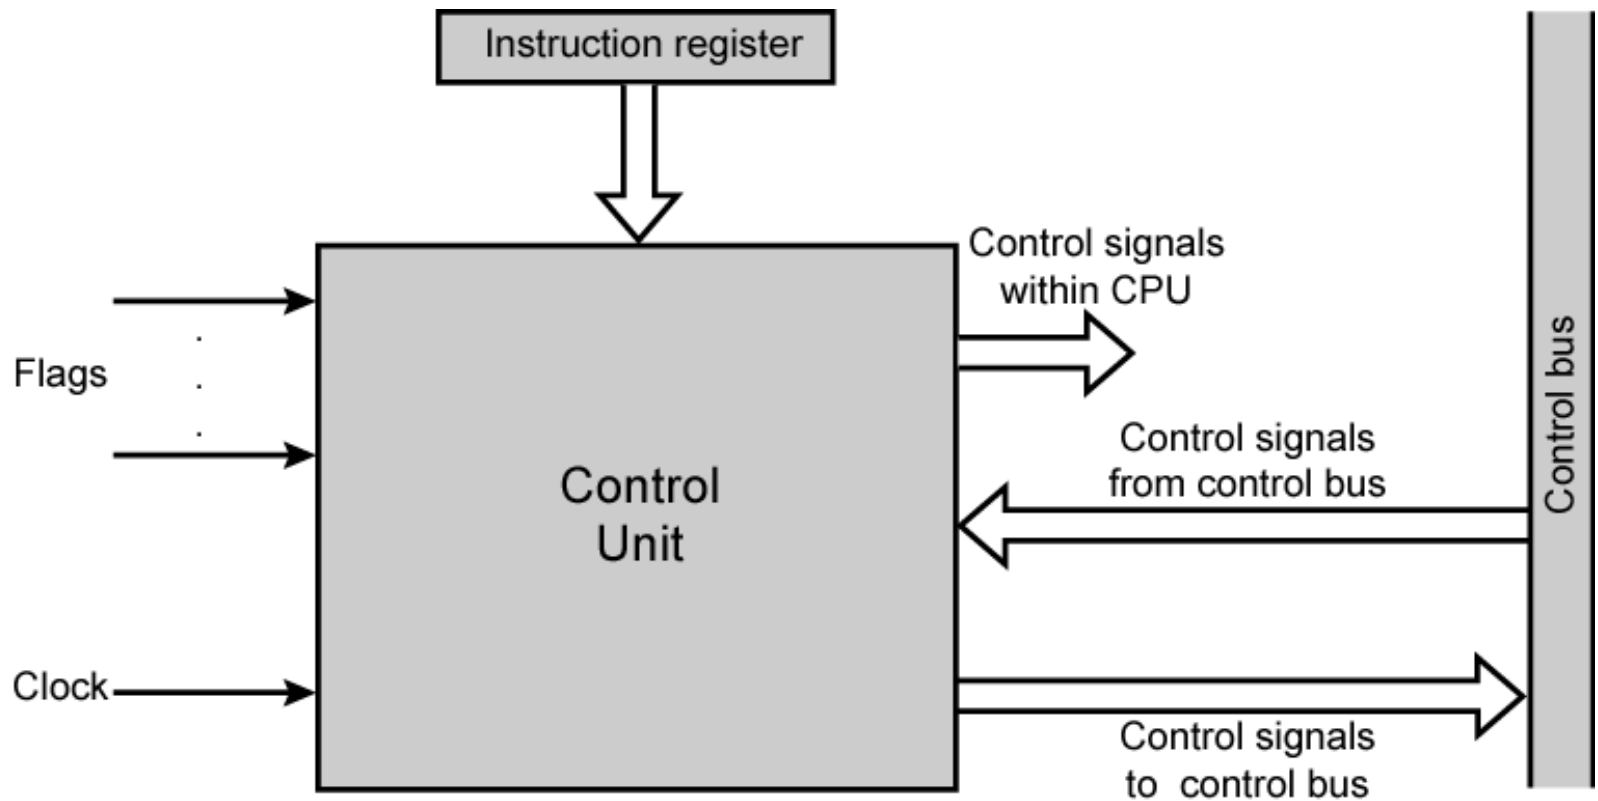 Instruction register
Control signals
within CPU
Flags
Control signals
from control bus
Control bus
Control
Unit
Clock
Control signals
to control bus